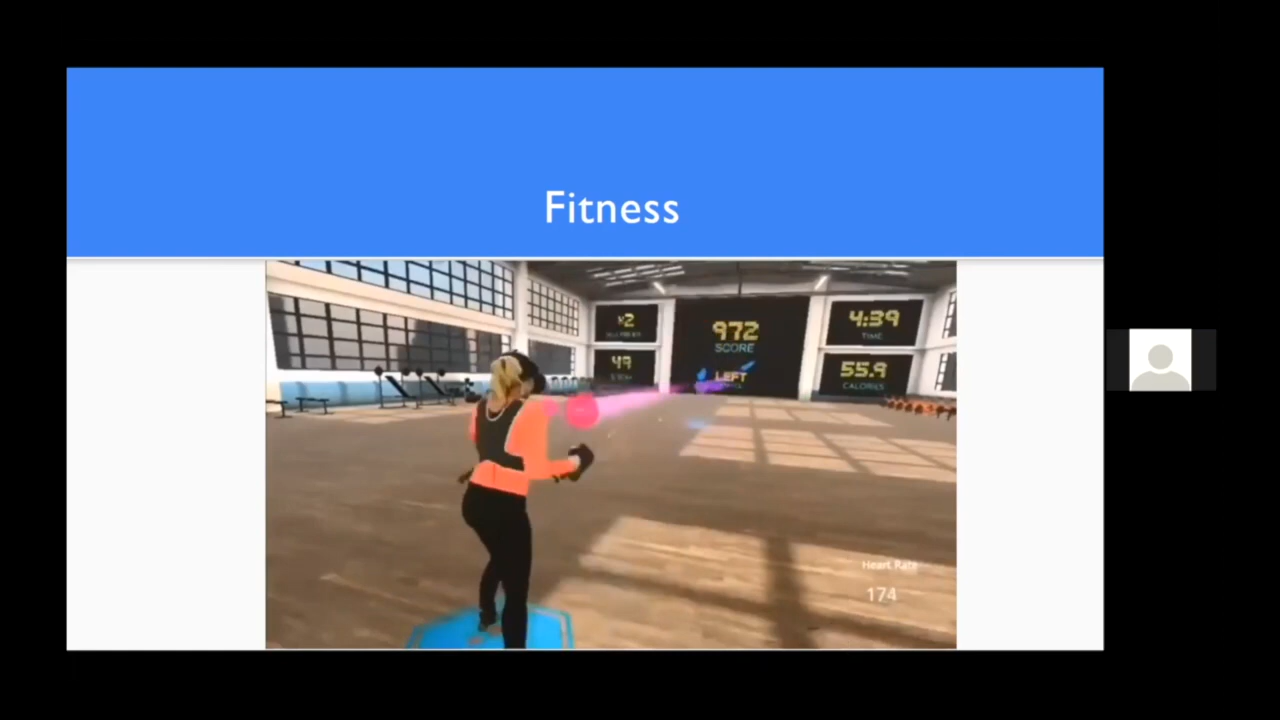 Fitness
x2
972
SCORE
4:39
TIME
49
LEFT
55.9
CALORIES
Heart Rate
174